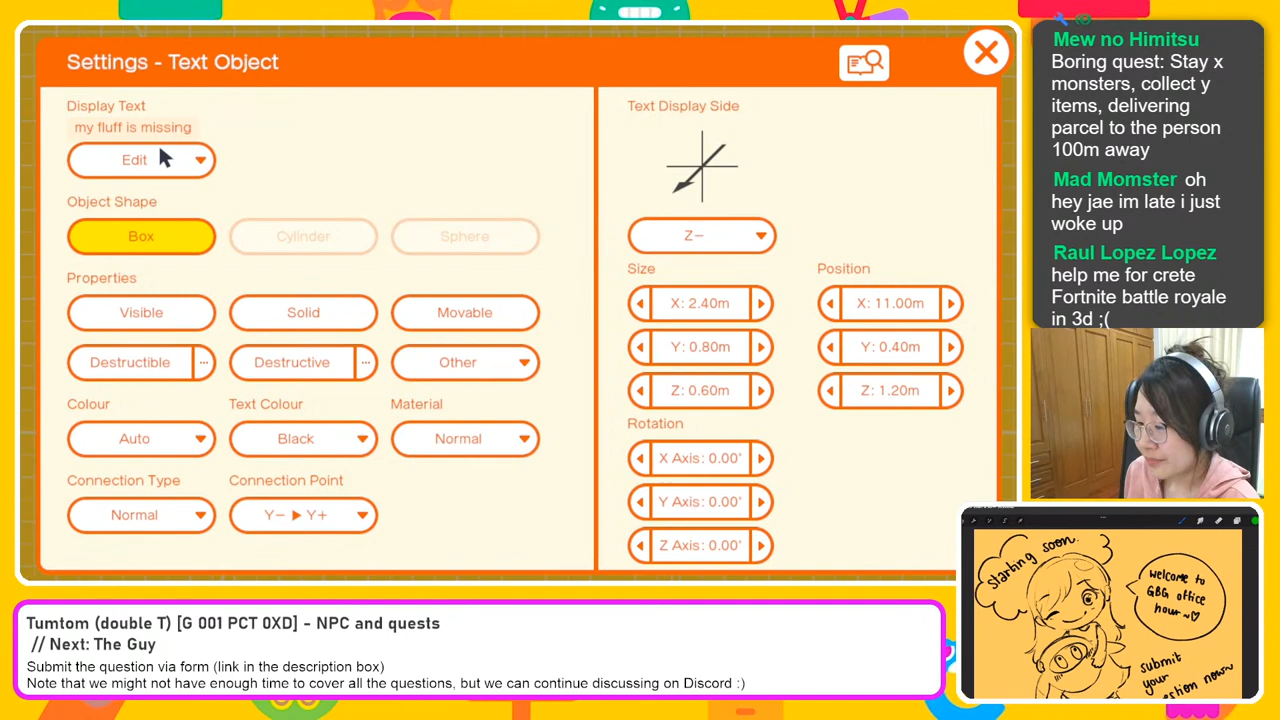 Settings - Text Object
Display Text
my fluff is missing
Edit
Object Shape
Box
Cylinder
Sphere
Properties
Visible
Solid
Movable
Destructible
...
Destructive
...
Other
Colour
Text Colour
Material
Auto
Black
Normal
Connection Type
Connection Point
Normal
Y− ▶ Y+
Text Display Side
Z−
Size
Position
X: 2.40m
X: 11.00m
Y: 0.80m
Y: 0.40m
Z: 0.60m
Z: 1.20m
Rotation
X Axis: 0.00°
Y Axis: 0.00°
Z Axis: 0.00°
Mew no Himitsu
Boring quest: Stay x
monsters, collect y
items, delivering
parcel to the person
100m away
Mad Momster oh
hey jae im late i just
woke up
Raul Lopez Lopez
help me for crete
Fortnite battle royale
in 3d ;(
starting soon.
welcome to
GBG office
hour~♡
submit
your
question now~
Tumtom (double T) [G 001 PCT 0XD] - NPC and quests
// Next: The Guy
Submit the question via form (link in the description box)
Note that we might not have enough time to cover all the questions, but we can continue discussing on Discord :)